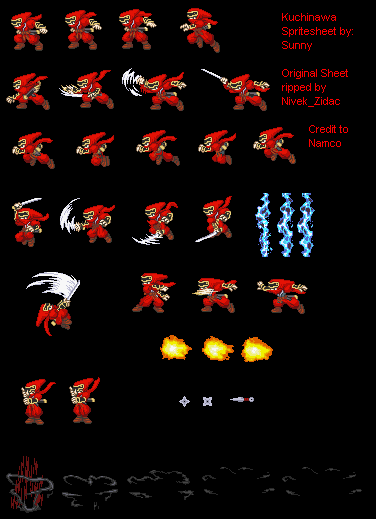 Kuchinawa
Spritesheet by:
Sunny
Original Sheet
ripped by
Nivek_Zidac
Credit to
Namco